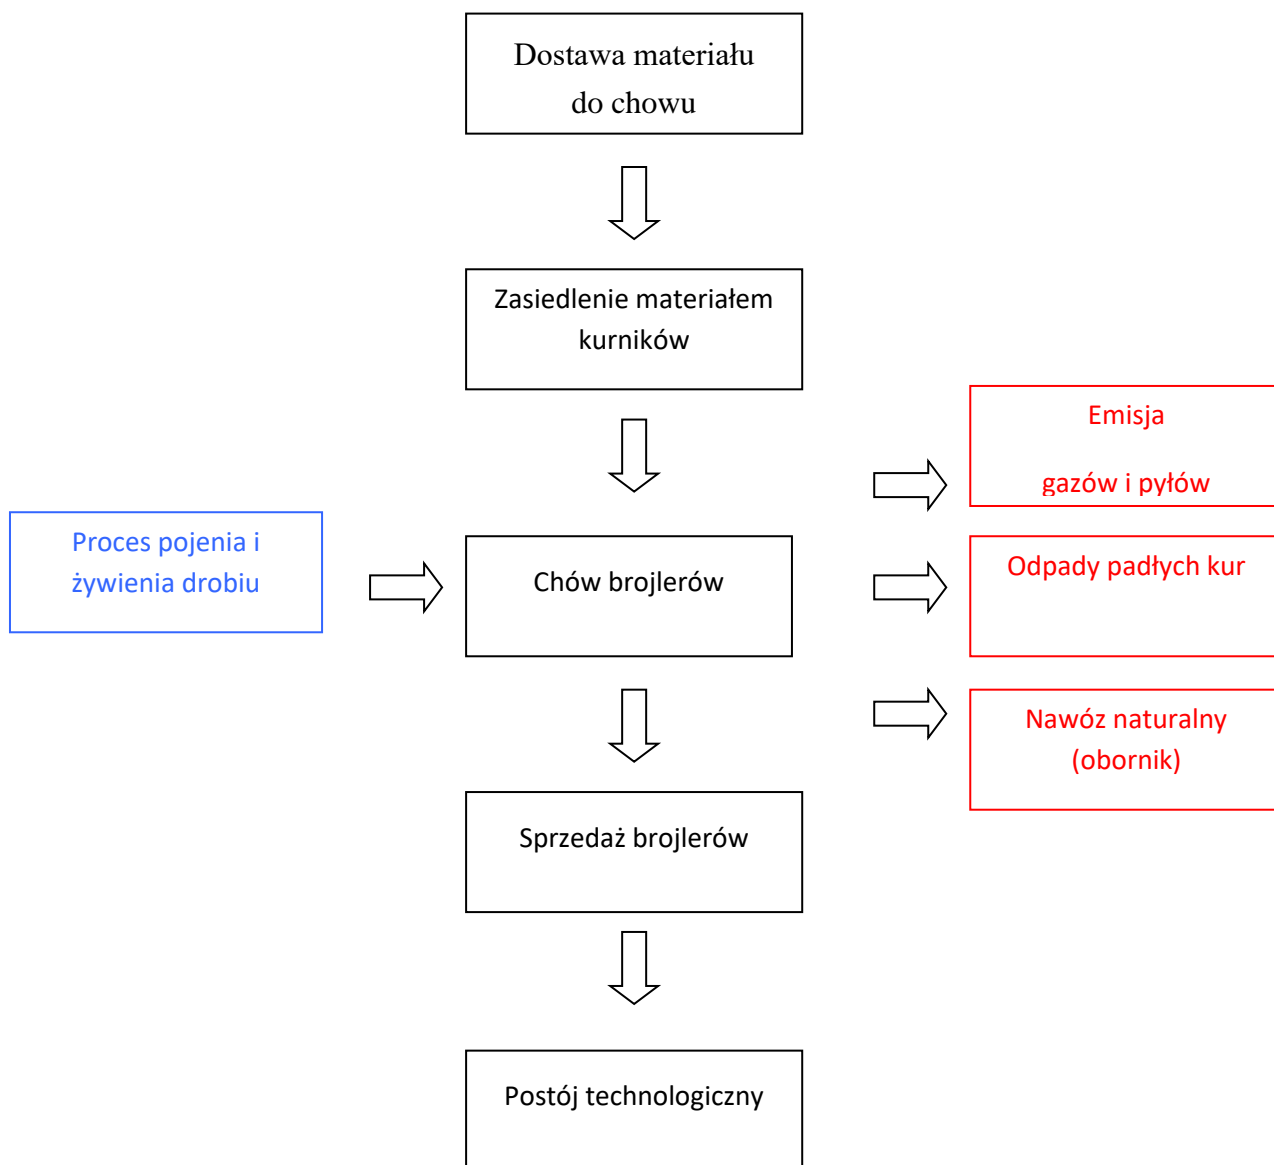 Dostawa materiału
do chowu
Zasiedlenie materiałem
kurników
Emisja
gazów i pyłów
Proces pojenia i
żywienia drobiu
Chów brojlerów
Odpady padłych kur
Nawóz naturalny
(obornik)
Sprzedaż brojlerów
Postój technologiczny